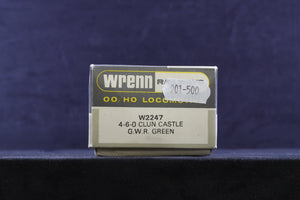 wrenn
201-500
OO/HO LOCOMO
W2247
4-6-0 CLUN CASTLE
G.W.R. GREEN